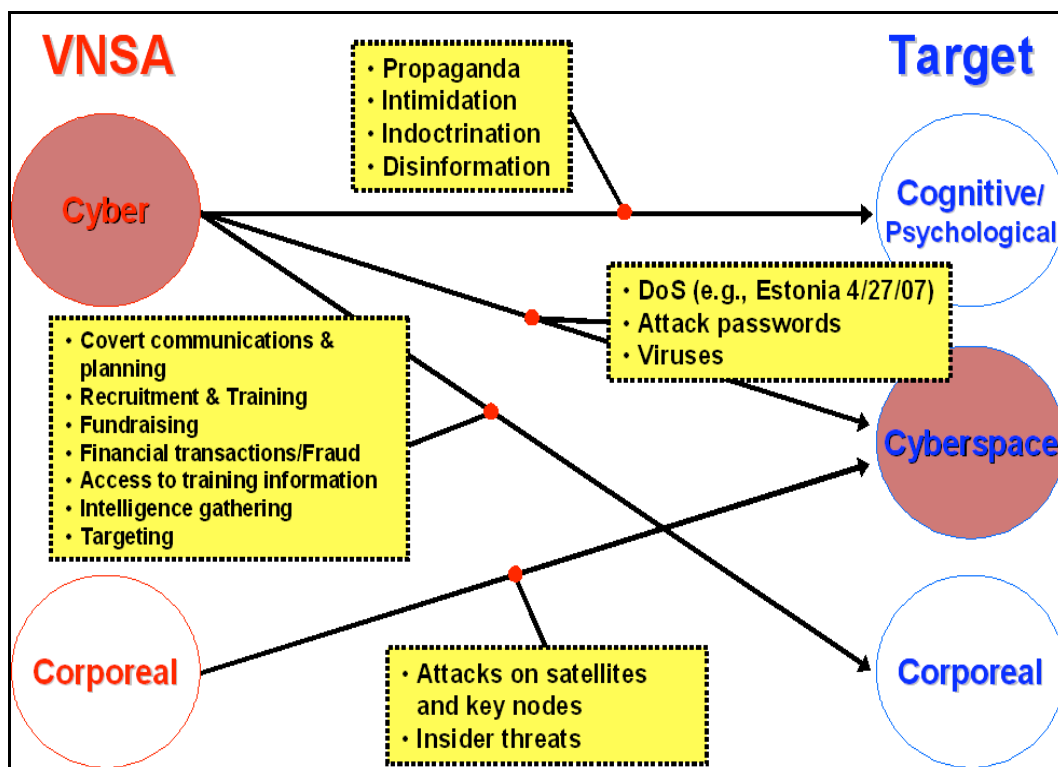 VNSA
Target
• Propaganda
• Intimidation
• Indoctrination
• Disinformation
Cyber
Cognitive/
Psychological
• DoS (e.g., Estonia 4/27/07)
• Attack passwords
• Viruses
• Covert communications &
planning
• Recruitment & Training
• Fundraising
• Financial transactions/Fraud
• Access to training information
• Intelligence gathering
• Targeting
Cyberspace
Corporeal
• Attacks on satellites
and key nodes
• Insider threats
Corporeal